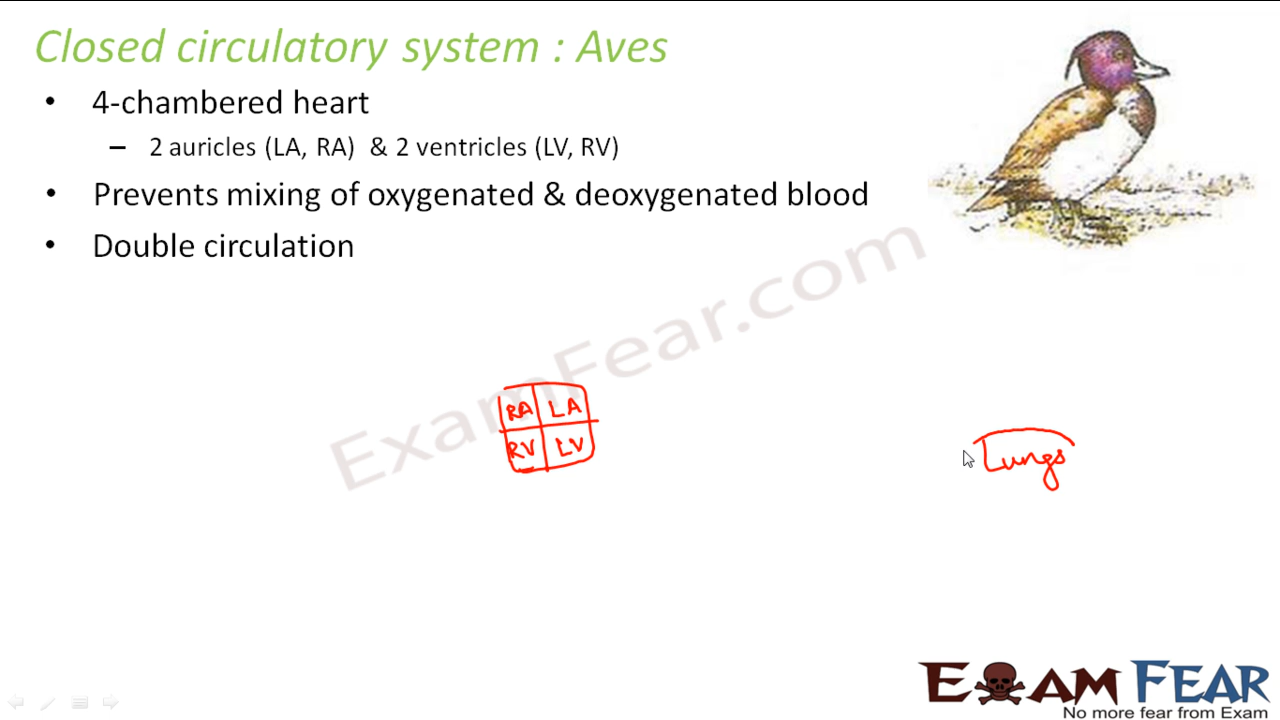 Closed circulatory system : Aves
• 4-chambered heart
– 2 auricles (LA, RA) & 2 ventricles (LV, RV)
• Prevents mixing of oxygenated & deoxygenated blood
• Double circulation
ExamFear.com
RA LA
RV LV
Lungs
EXAM FEAR
No more fear from Exam